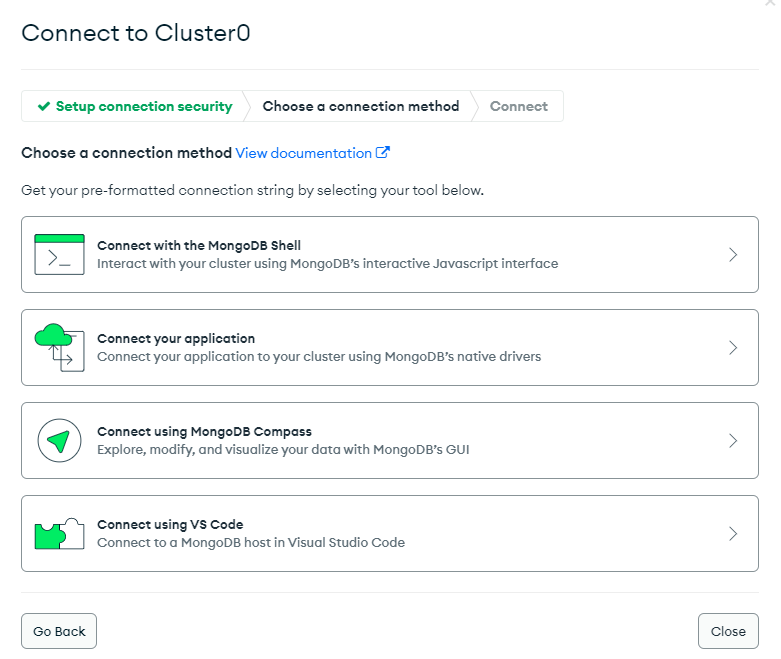 Connect to Cluster0
Setup connection security
Choose a connection method
Connect
Choose a connection method View documentation
Get your pre-formatted connection string by selecting your tool below.
Connect with the MongoDB Shell
Interact with your cluster using MongoDB's interactive Javascript interface
Connect your application
Connect your application to your cluster using MongoDB's native drivers
Connect using MongoDB Compass
Explore, modify, and visualize your data with MongoDB's GUI
Connect using VS Code
Connect to a MongoDB host in Visual Studio Code
Go Back
Close